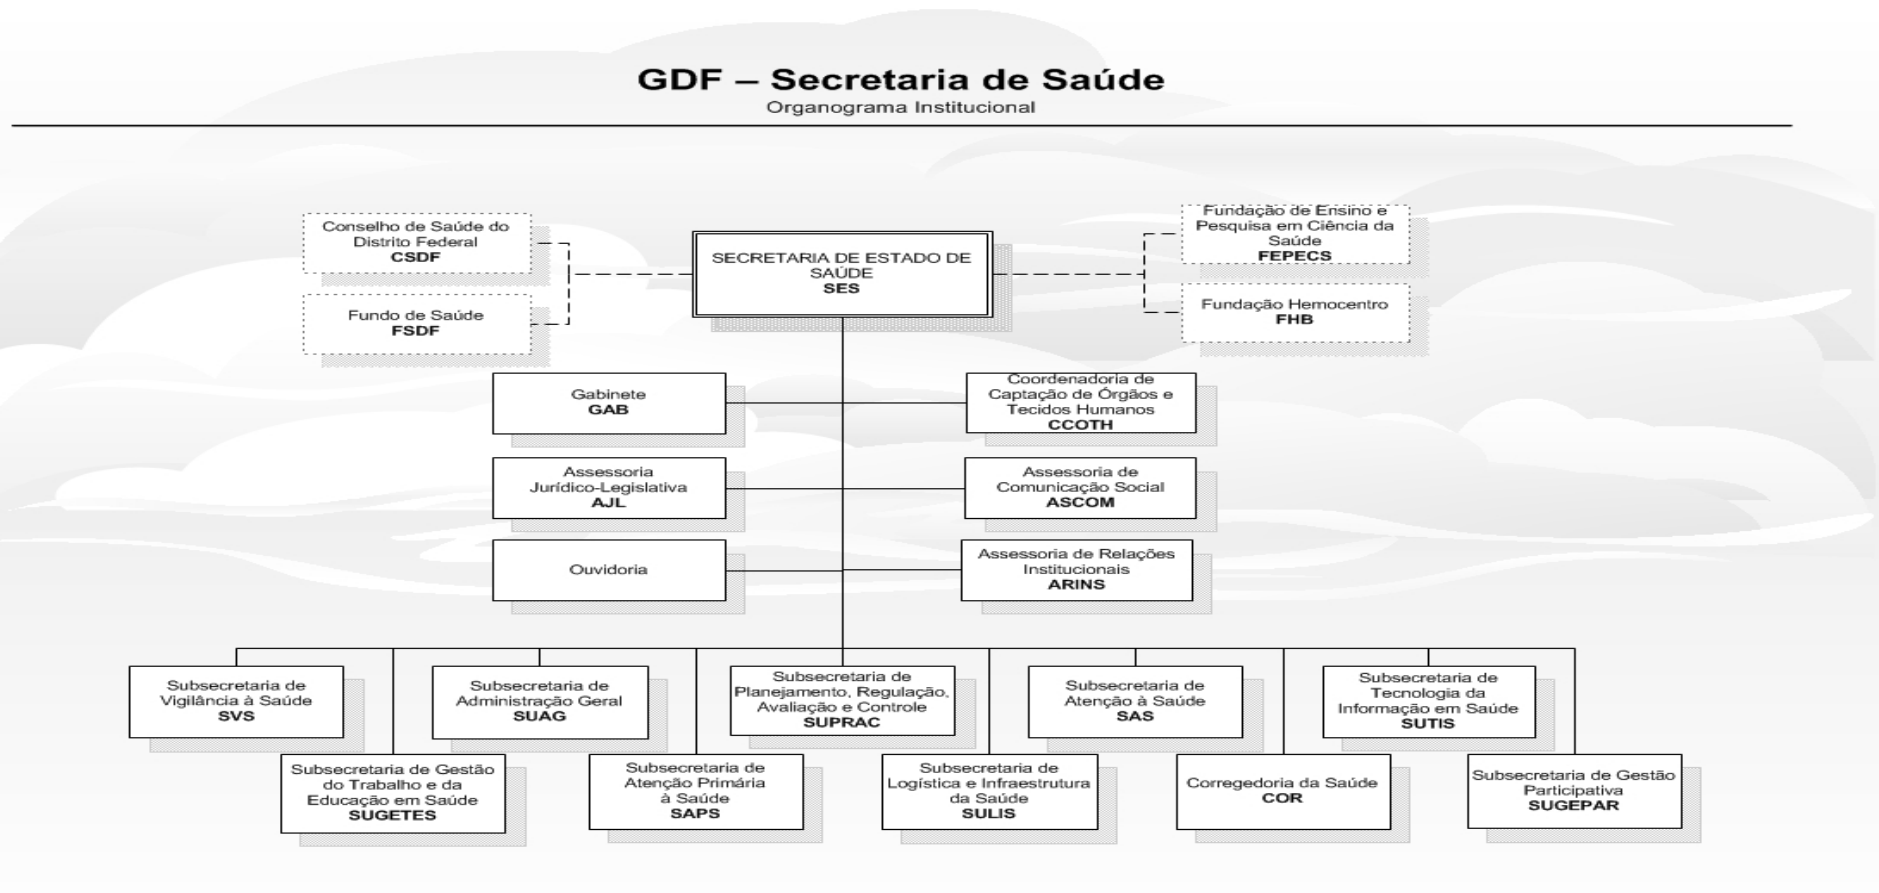 GDF – Secretaria de Saúde
Organograma Institucional
Conselho de Saúde do
Distrito Federal
CSDF
Fundo de Saúde
FSDF
SECRETARIA DE ESTADO DE
SAÚDE
SES
Fundação de Ensino e
Pesquisa em Ciência da
Saúde
FEPECS
Fundação Hemocentro
FHB
Gabinete
GAB
Coordenadoria de
Captação de Órgãos e
Tecidos Humanos
CCOTH
Assessoria
Jurídico-Legislativa
AJL
Assessoria de
Comunicação Social
ASCOM
Ouvidoria
Assessoria de Relações
Institucionais
ARINS
Subsecretaria de
Vigilância à Saúde
SVS
Subsecretaria de
Administração Geral
SUAG
Subsecretaria de
Planejamento, Regulação,
Avaliação e Controle
SUPRAC
Subsecretaria de
Atenção à Saúde
SAS
Subsecretaria de
Tecnologia da
Informação em Saúde
SUTIS
Subsecretaria de Gestão
do Trabalho e da
Educação em Saúde
SUGETES
Subsecretaria de
Atenção Primária
à Saúde
SAPS
Subsecretaria de
Logística e Infraestrutura
da Saúde
SULIS
Corregedoria da Saúde
COR
Subsecretaria de Gestão
Participativa
SUGEPAR